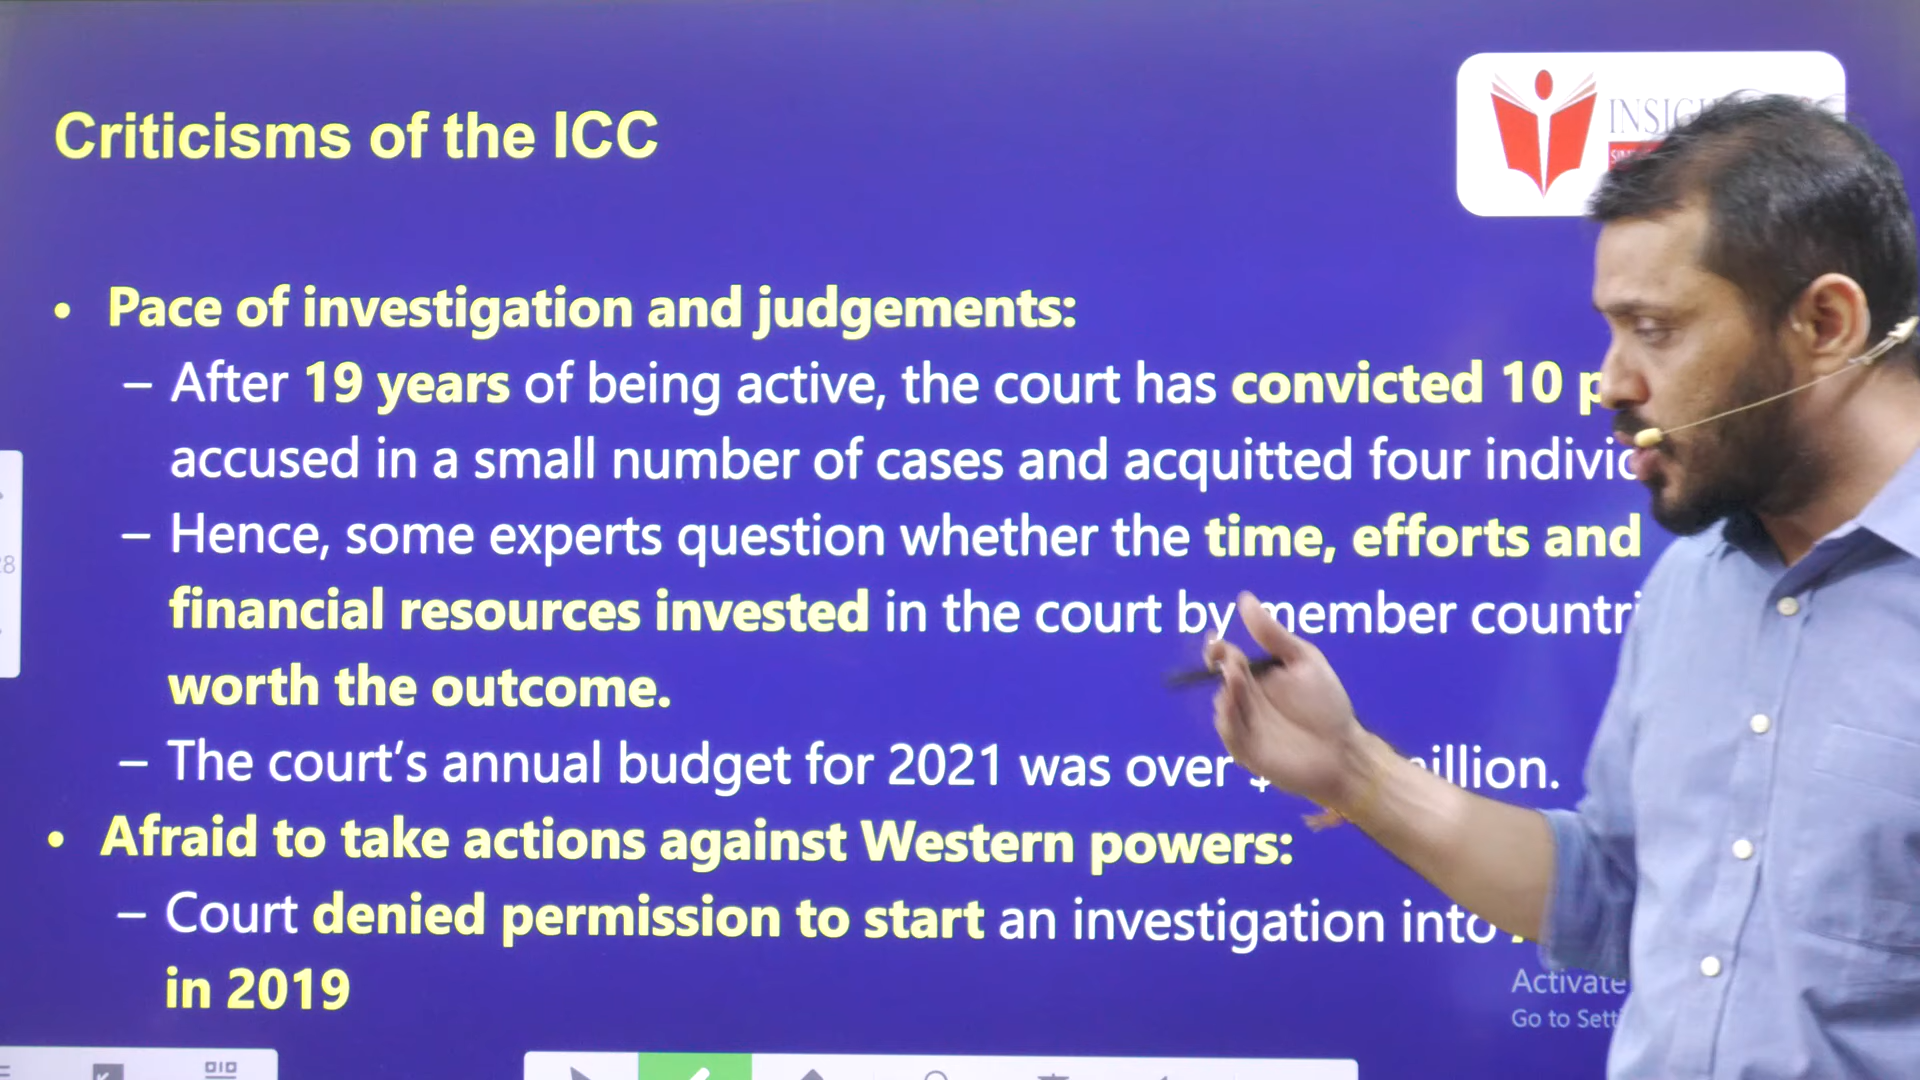 Criticisms of the ICC
INSIG
• Pace of investigation and judgements:
– After 19 years of being active, the court has convicted 10
accused in a small number of cases and acquitted four
– Hence, some experts question whether the time, efforts and
financial resources invested in the court by member
worth the outcome.
– The court's annual budget for 2021 was over
• Afraid to take actions against Western powers:
– Court denied permission to start an investigation into
in 2019
Activate
Go to